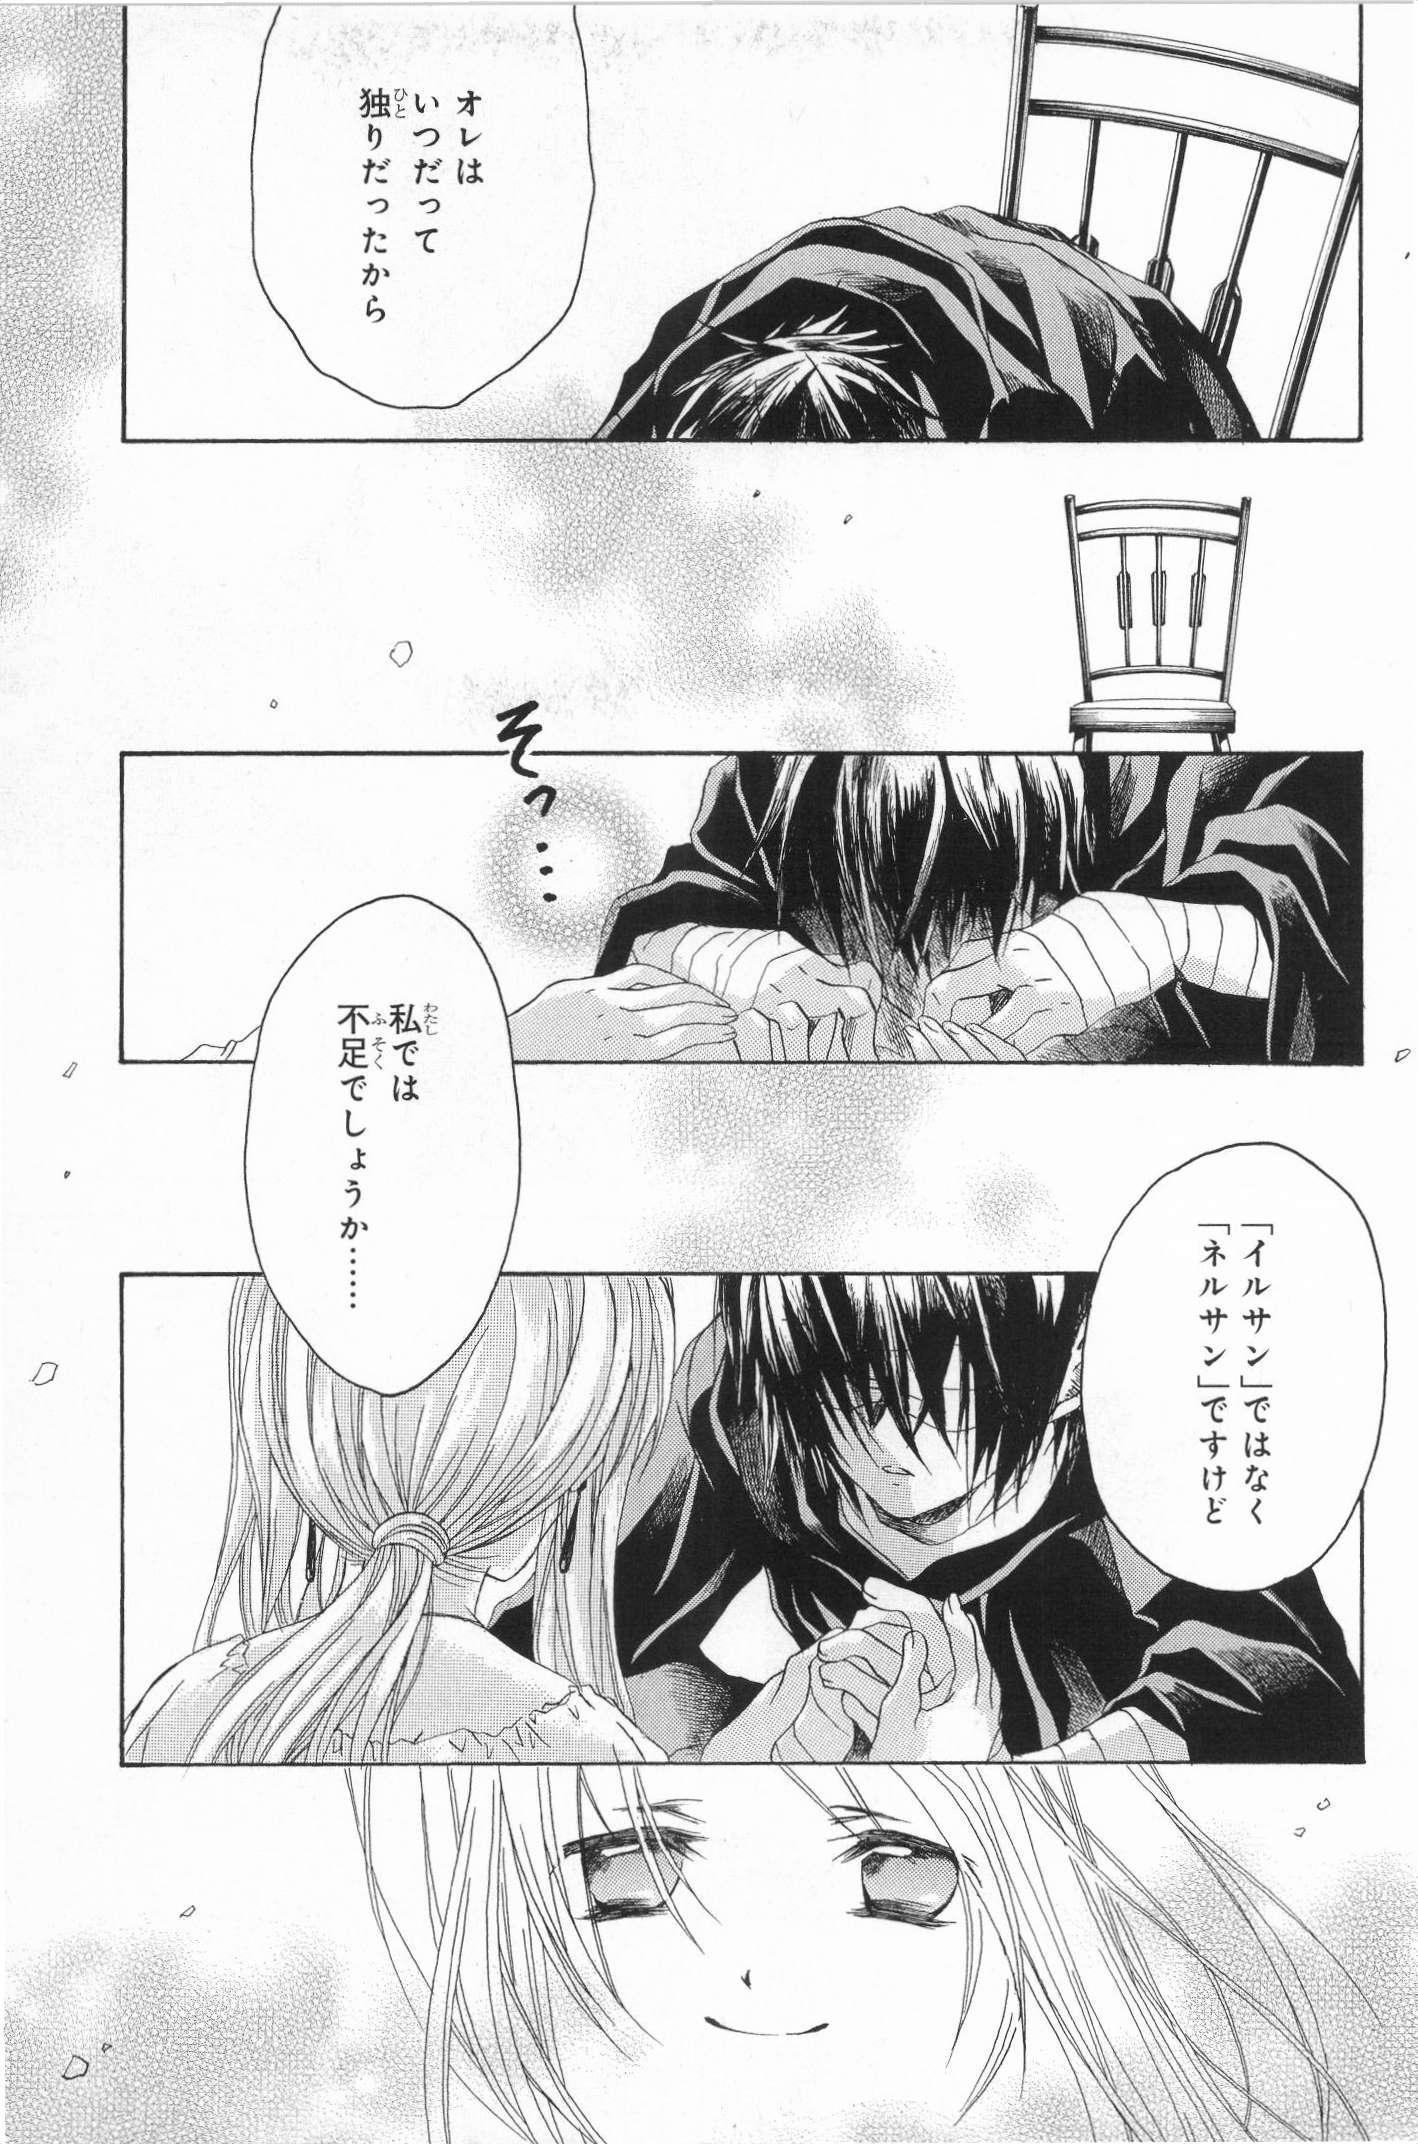 オレは
いつだって
独りだったから
そっ…
「イルサン」ではなく
「ネルサン」ですけど
私では
不足でしょうか……